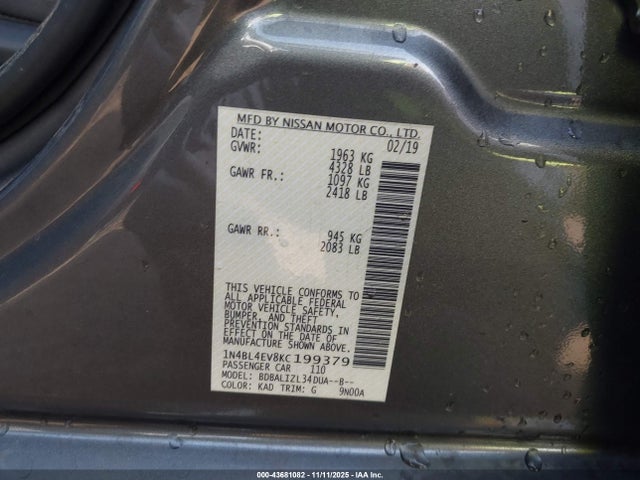 MFD BY NISSAN MOTOR CO., LTD.
DATE: 02/19
GVWR: 1963 KG
4328 LB
GAWR FR.: 1097 KG
2418 LB
GAWR RR.: 945 KG
2083 LB
THIS VEHICLE CONFORMS TO
ALL APPLICABLE FEDERAL
MOTOR VEHICLE SAFETY,
BUMPER, AND THEFT
PREVENTION STANDARDS IN
EFFECT ON THE DATE OF
MANUFACTURE SHOWN ABOVE.
1N4BL4EV8KC199379
PASSENGER CAR 110
MODEL: BDBALIZL34DUA--B--
COLOR: KAD TRIM: G 9N00A
000-43681082 - 11/11/2025 - IAAI, Inc.